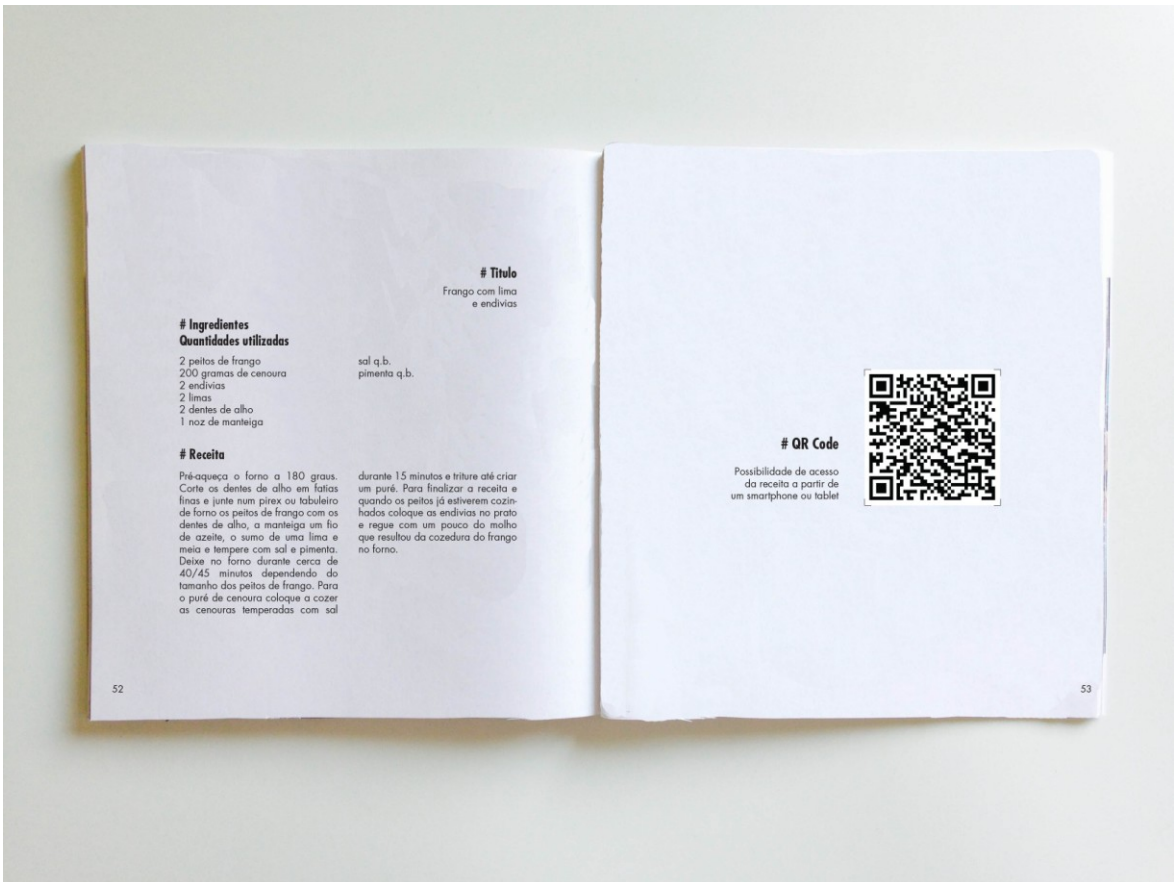 # Titulo
Frango com lima
e endivias
# Ingredientes
Quantidades utilizadas
2 peitos de frango
200 gramas de cenoura
2 endivias
2 limas
2 dentes de alho
1 noz de manteiga
sal q.b.
pimenta q.b.
# Receita
Pré-aqueça o forno a 180 graus.
Corte os dentes de alho em fatias
finas e junte num pirex ou tabuleiro
de forno os peitos de frango com os
dentes de alho, a manteiga um fio
de azeite, o sumo de uma lima e
meia e tempere com sal e pimenta.
Deixe no forno durante cerca de
40/45 minutos dependendo do
tamanho dos peitos de frango. Para
o puré de cenoura coloque a cozer
as cenouras temperadas com sal
durante 15 minutos e triture até criar
um puré. Para finalizar a receita e
quando os peitos já estiverem cozin-
hados coloque as endivias no prato
e regue com um pouco do molho
que resultou da cozedura do frango
no forno.
52
# QR Code
Possibilidade de acesso
da receita a partir de
um smartphone ou tablet
53